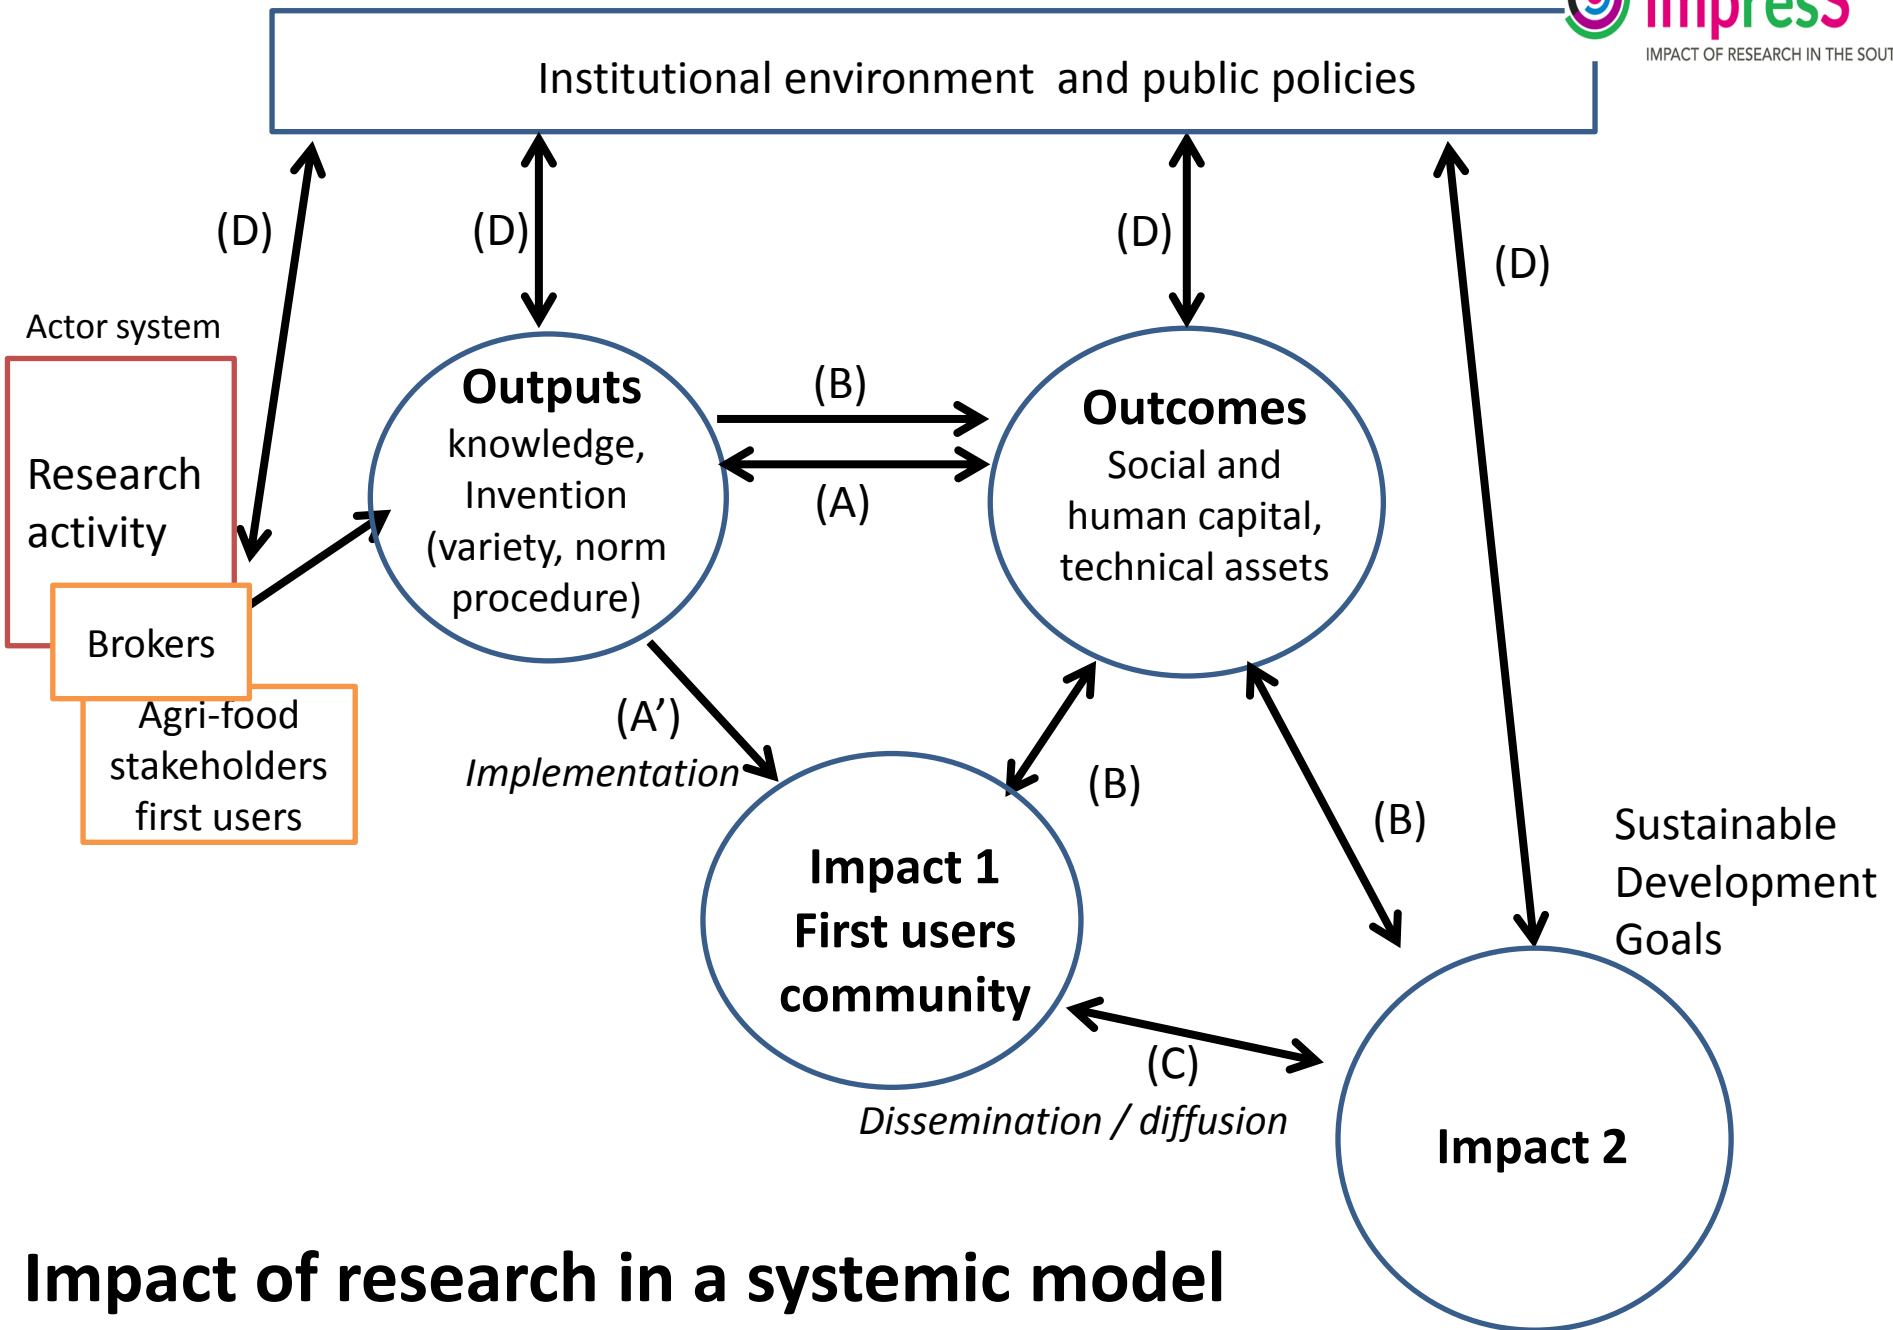 impresS
IMPACT OF RESEARCH IN THE SOUT
Institutional environment and public policies
(D)
(D)
(D)
(D)
Actor system
Research
activity
Brokers
Agri-food
stakeholders
first users
Outputs
knowledge,
Invention
(variety, norm
procedure)
(B)
(A)
Outcomes
Social and
human capital,
technical assets
(A’)
Implementation
(B)
(B)
Impact 1
First users
community
Sustainable
Development
Goals
(C)
Dissemination / diffusion
Impact 2
Impact of research in a systemic model